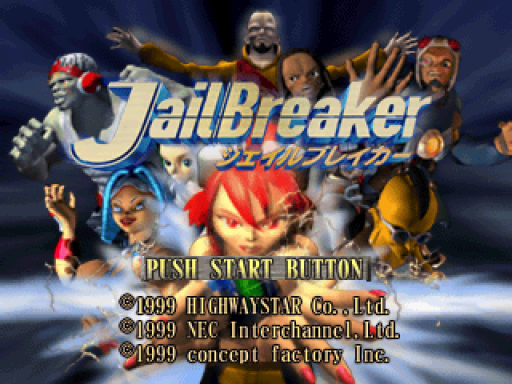 JailBreaker
ジェイルブレイカー
PUSH START BUTTON
©1999 HIGHWAYSTAR Co.,Ltd.
©1999 NEC Interchannel,Ltd.
©1999 concept factory Inc.